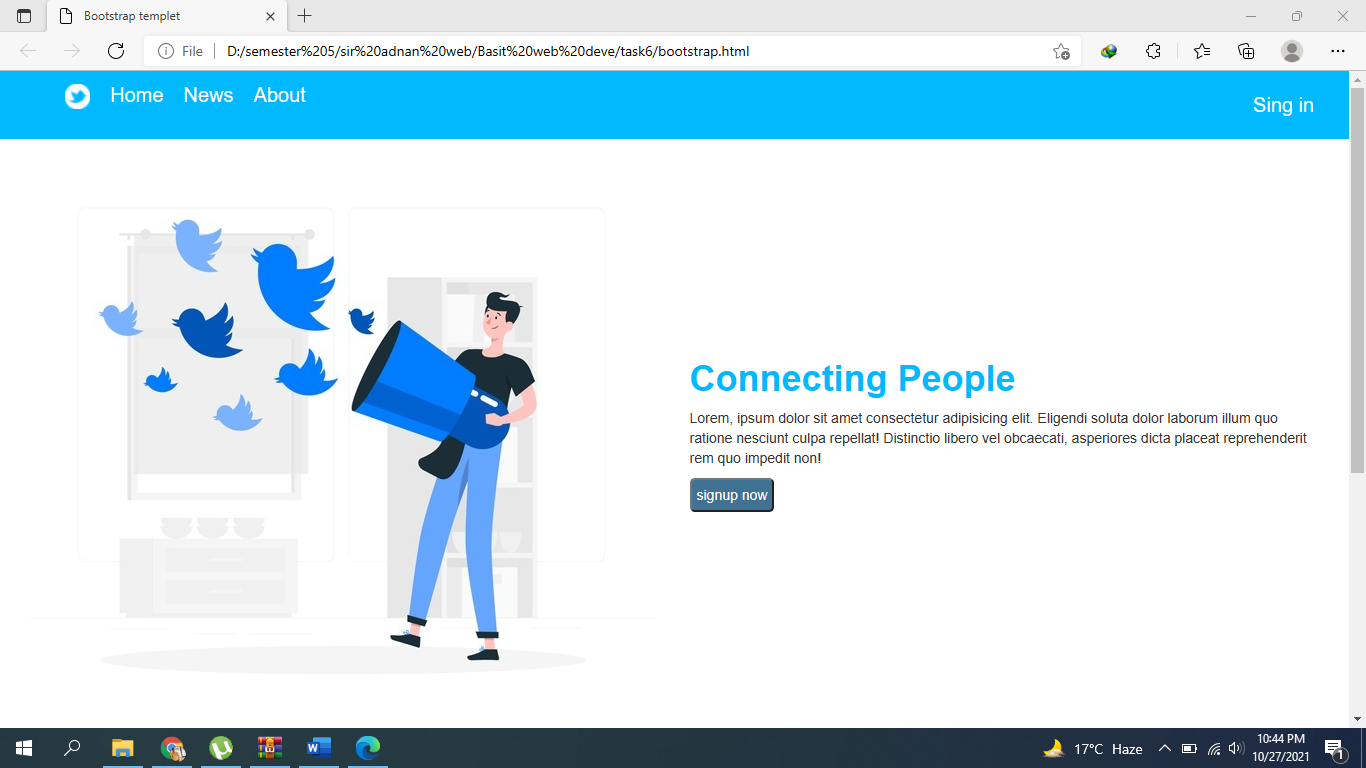 Bootstrap templet
File
D:/semester%205/sir%20adnan%20web/Basit%20web%20deve/task6/bootstrap.html
Home News About
Sing in
Connecting People
Lorem, ipsum dolor sit amet consectetur adipisicing elit. Eligendi soluta dolor laborum illum quo
ratione nesciunt culpa repellat! Distinctio libero vel obcaecati, asperiores dicta placeat reprehenderit
rem quo impedit non!
signup now
17°C Haze
10:44 PM
10/27/2021
1